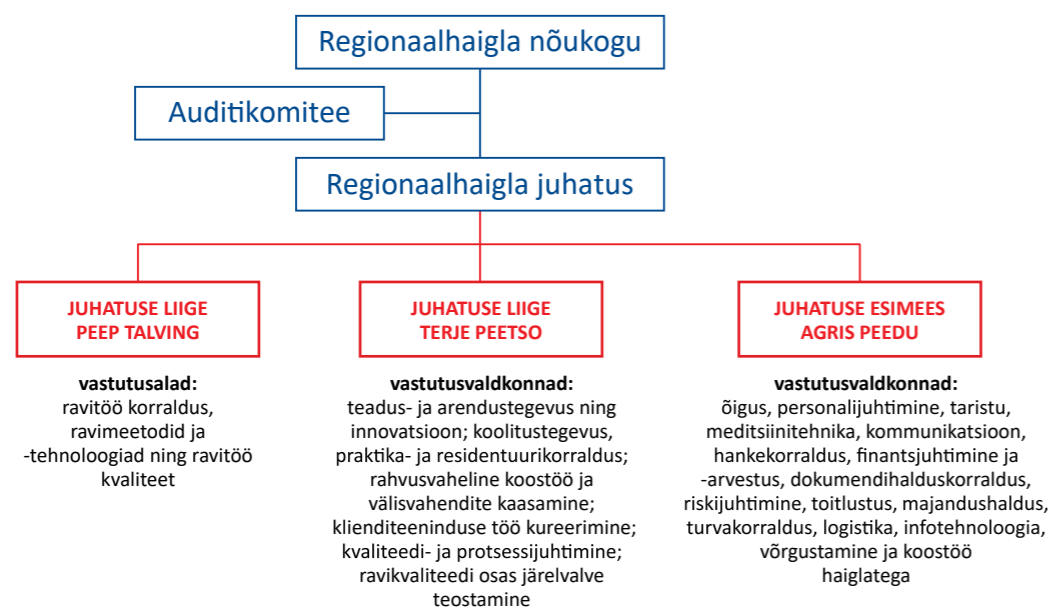 Regionaalhaigla nõukogu
Auditikomitee
Regionaalhaigla juhatus
JUHATUSE LIIGE
PEEP TALVING
vastutusalad:
ravitöö korraldus,
ravimeetodid ja
-tehnoloogiad ning ravitöö
kvaliteet
JUHATUSE LIIGE
TERJE PEETSO
vastutusvaldkonnad:
teadus- ja arendustegevus ning
innovatsioon; koolitustegevus,
praktika- ja residentuurikorraldus;
rahvusvaheline koostöö ja
välisvahendite kaasamine;
klienditeeninduse töö kureerimine;
kvaliteedi- ja protsessijuhtimine;
ravikvaliteedi osas järelvalve
teostamine
JUHATUSE ESIMEES
AGRIS PEEDU
vastutusvaldkonnad:
õigus, personalijuhtimine, taristu,
meditsiinitehnika, kommunikatsioon,
hankekorraldus, finantsjuhtimine ja
-arvestus, dokumendihalduskorraldus,
riskijuhtimine, toitlustus, majandushaldus,
turvakorraldus, logistika, infotehnoloogia,
võrgustamine ja koostöö
haiglatega